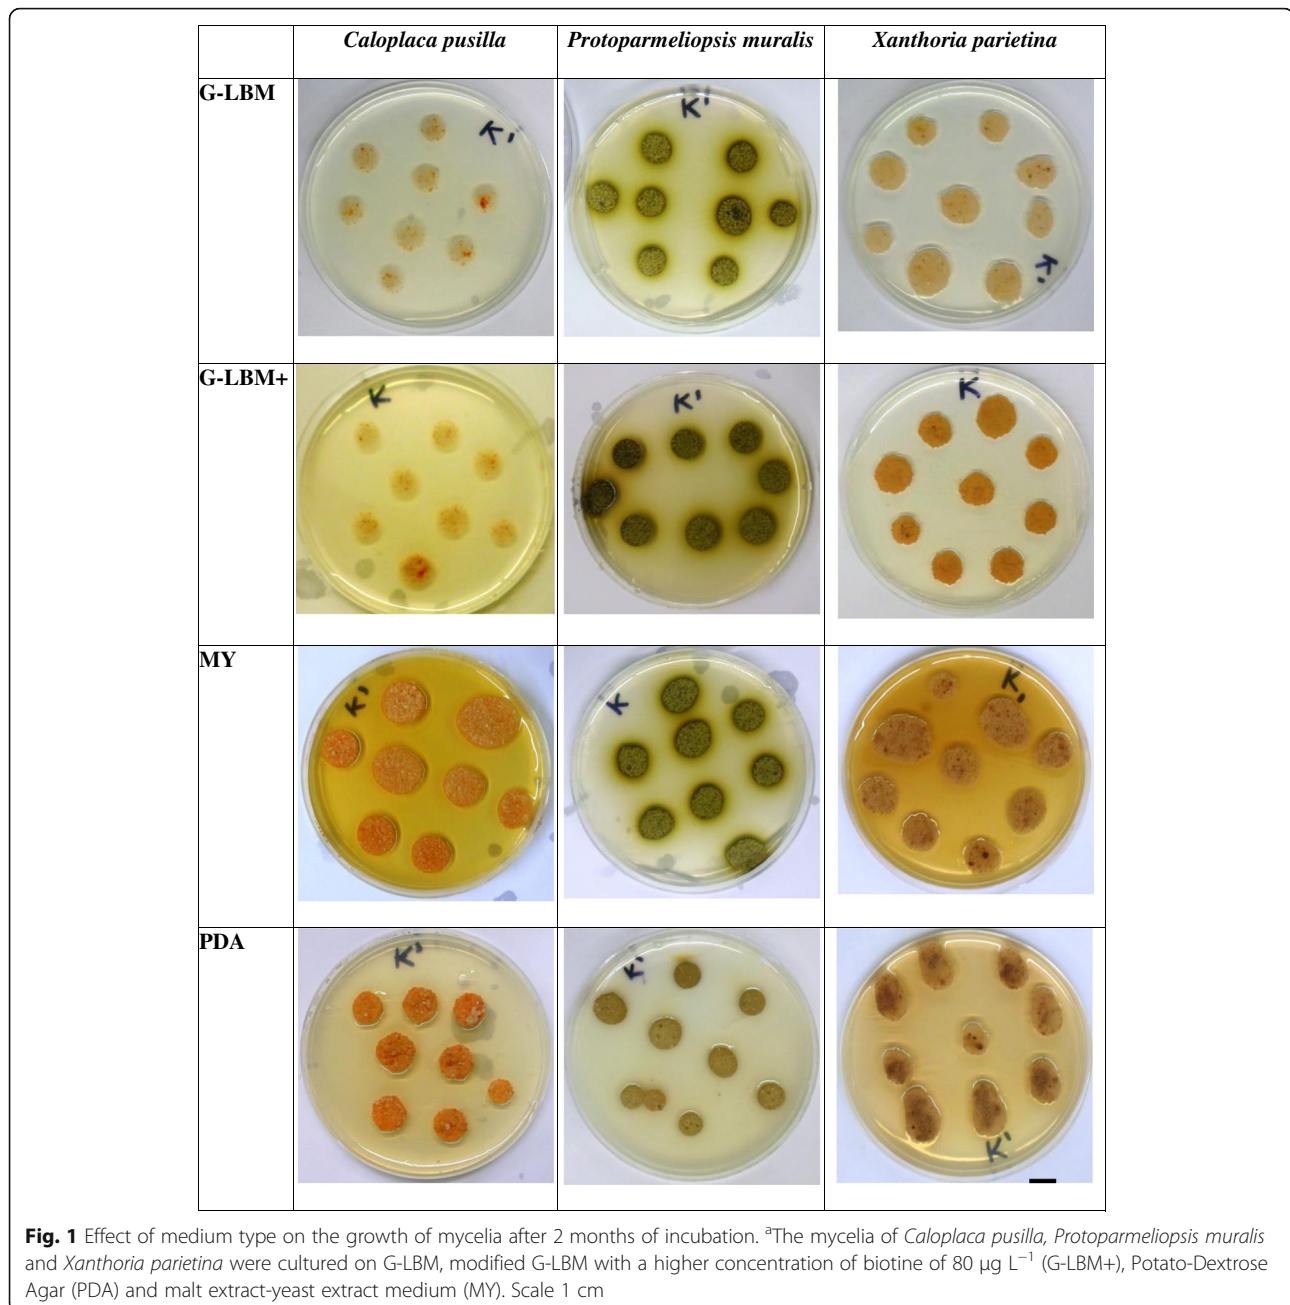 Caloplaca pusilla Protoparmeliopsis muralis Xanthoria parietina
G-LBM
K' K' K'
G-LBM+
K K' K
MY
K' K K'
PDA
K' K' K'
Fig. 1 Effect of medium type on the growth of mycelia after 2 months of incubation. ᵃThe mycelia of Caloplaca pusilla, Protoparmeliopsis muralis
and Xanthoria parietina were cultured on G-LBM, modified G-LBM with a higher concentration of biotine of 80 μg L⁻¹ (G-LBM+), Potato-Dextrose
Agar (PDA) and malt extract-yeast extract medium (MY). Scale 1 cm